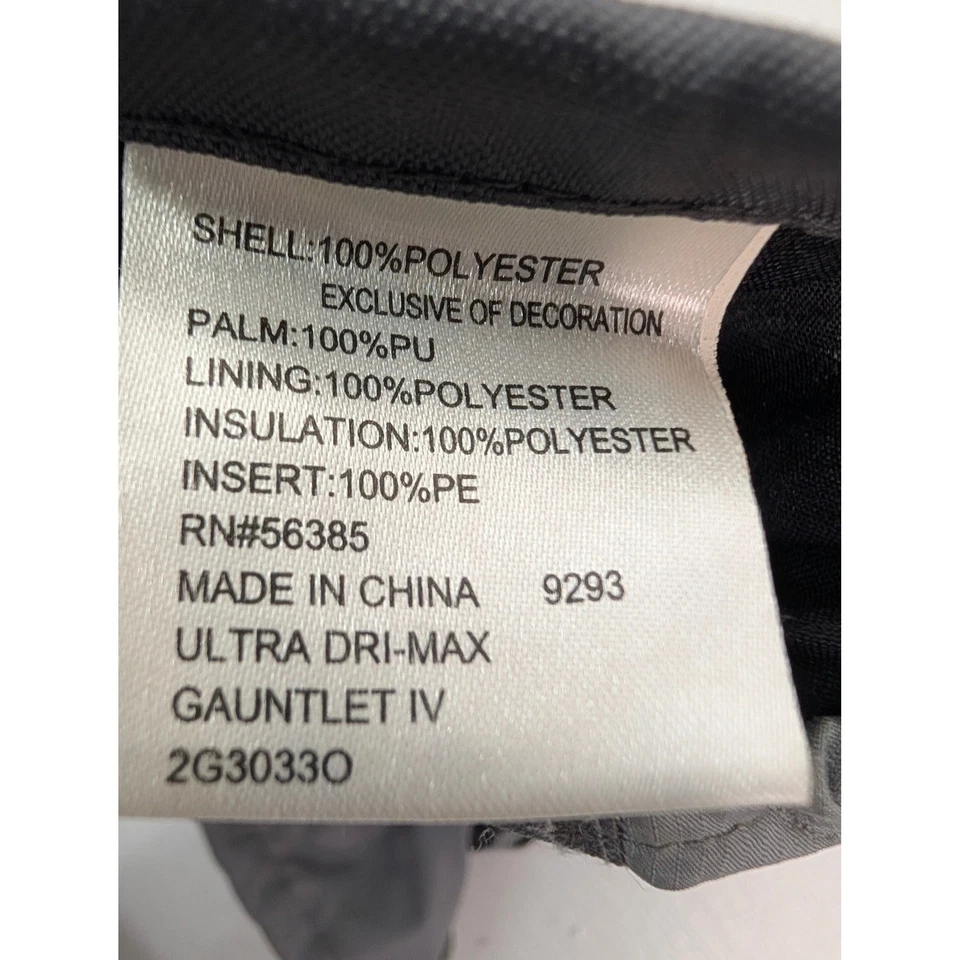 SHELL:100%POLYESTER
EXCLUSIVE OF DECORATION
PALM:100%PU
LINING:100%POLYESTER
INSULATION:100%POLYESTER
INSERT:100%PE
RN#56385
MADE IN CHINA 9293
ULTRA DRI-MAX
GAUNTLET IV
2G3033O